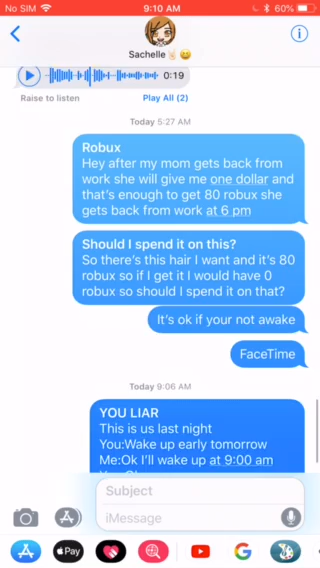 No SIM 9:10 AM 60%
Sachelle✌🏻😄
0:19
Raise to listen Play All (2)
Today 5:27 AM
Robux
Hey after my mom gets back from
work she will give me one dollar and
that's enough to get 80 robux she
gets back from work at 6 pm
Should I spend it on this?
So there's this hair I want and it's 80
robux so if I get it I would have 0
robux so should I spend it on that?
It's ok if your not awake
FaceTime
Today 9:06 AM
YOU LIAR
This is us last night
You:Wake up early tomorrow
Me:Ok I'll wake up at 9:00 am
Subject
iMessage
Pay
G